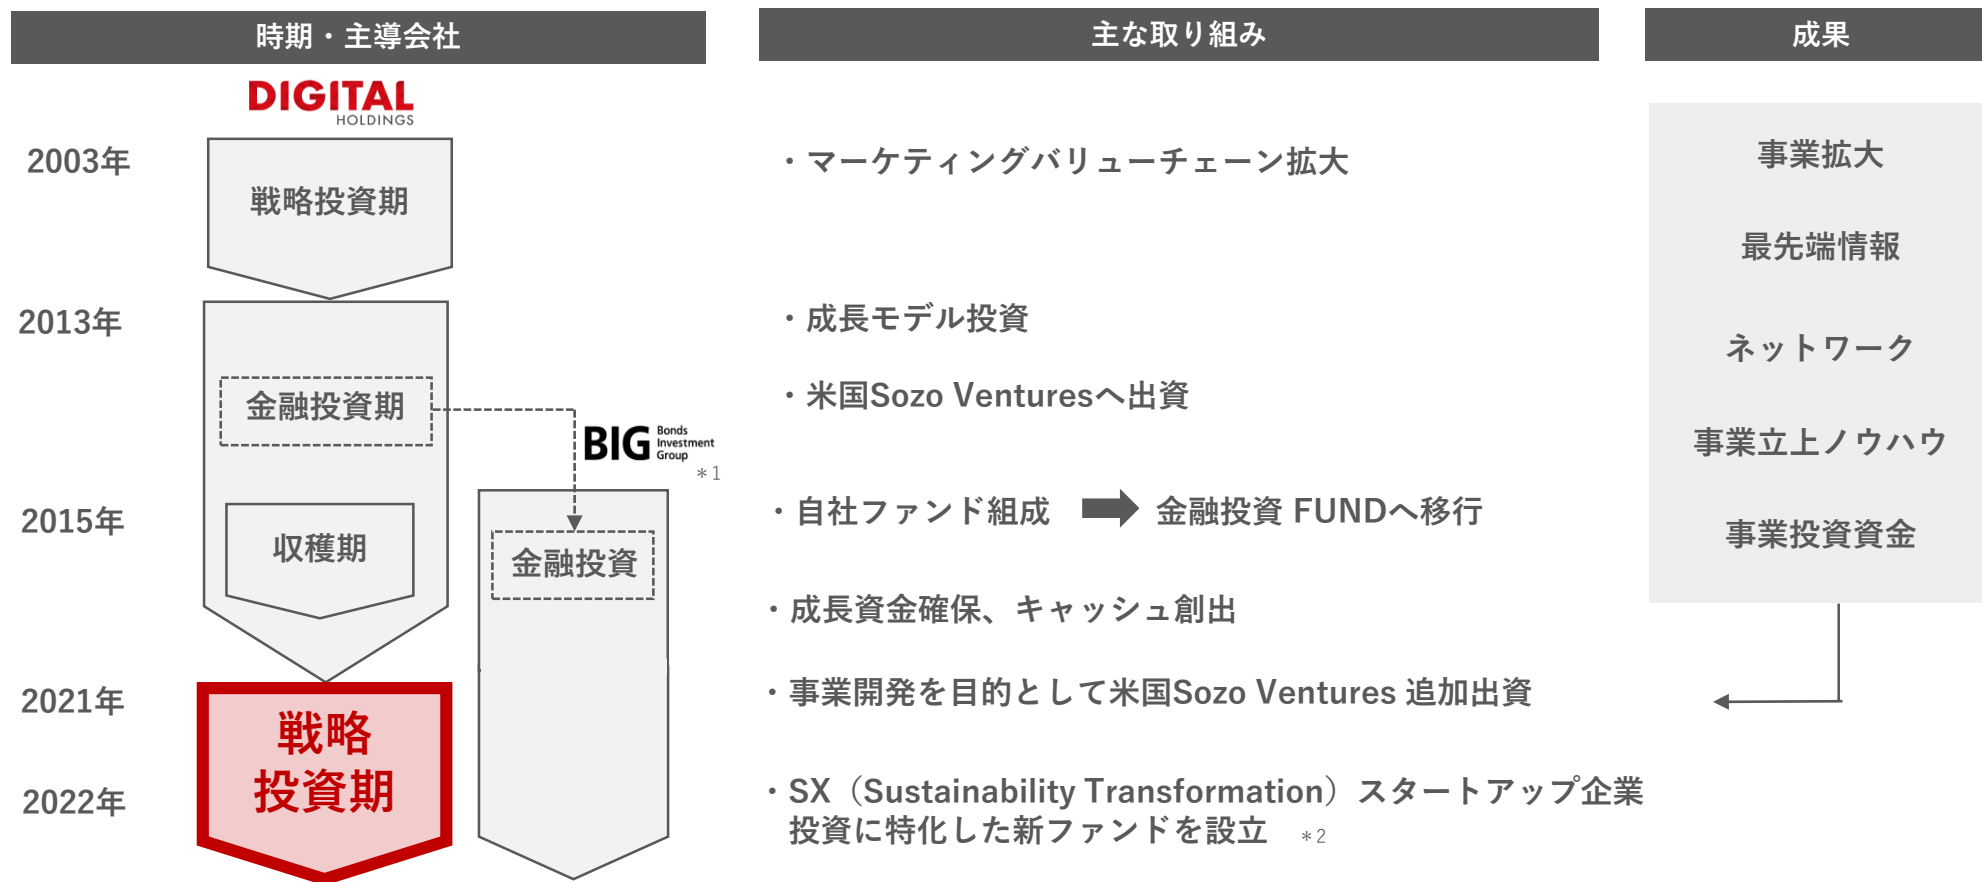 時期・主導会社
主な取り組み
成果
DIGITAL
HOLDINGS
2003年
戦略投資期
・マーケティングバリューチェーン拡大
事業拡大
最先端情報
2013年
・成長モデル投資
ネットワーク
金融投資期
・米国Sozo Venturesへ出資
BIG Bonds
Investment
Group
＊1
事業立上ノウハウ
2015年
・自社ファンド組成 金融投資 FUNDへ移行
事業投資資金
収穫期
金融投資
・成長資金確保、キャッシュ創出
2021年
・事業開発を目的として米国Sozo Ventures 追加出資
戦略
投資期
2022年
・SX（Sustainability Transformation）スタートアップ企業
投資に特化した新ファンドを設立 ＊2